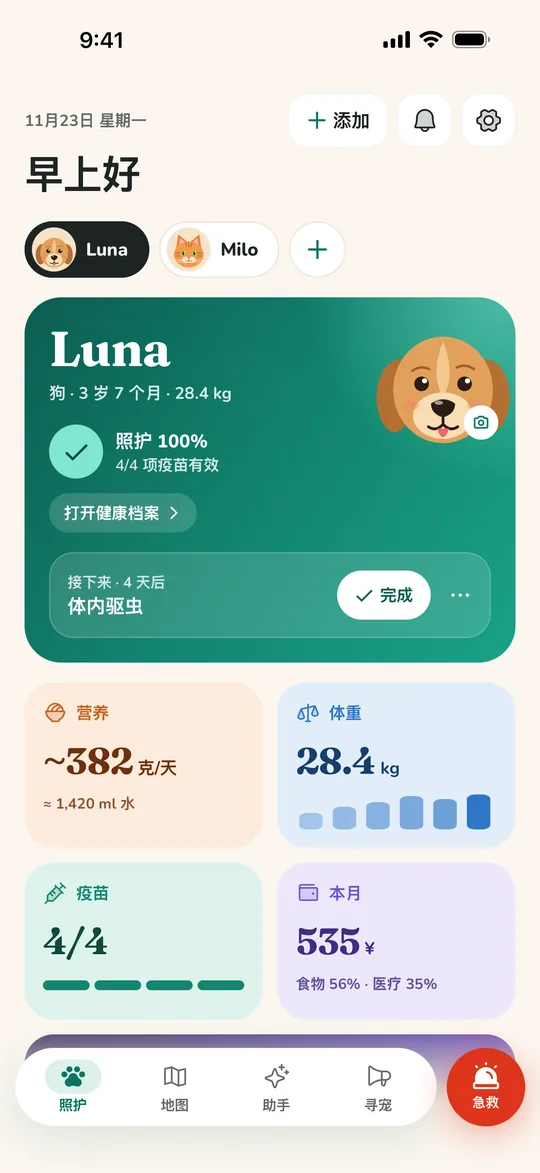 9:41
11月23日 星期一
添加
早上好
Luna
Milo
Luna
狗 · 3 岁 7 个月 · 28.4 kg
照护 100%
4/4 项疫苗有效
打开健康档案
接下来 · 4 天后
体内驱虫
完成
营养
~382 克/天
≈ 1,420 ml 水
体重
28.4 kg
疫苗
4/4
本月
535 ¥
食物 56% · 医疗 35%
照护
地图
助手
寻宠
急救